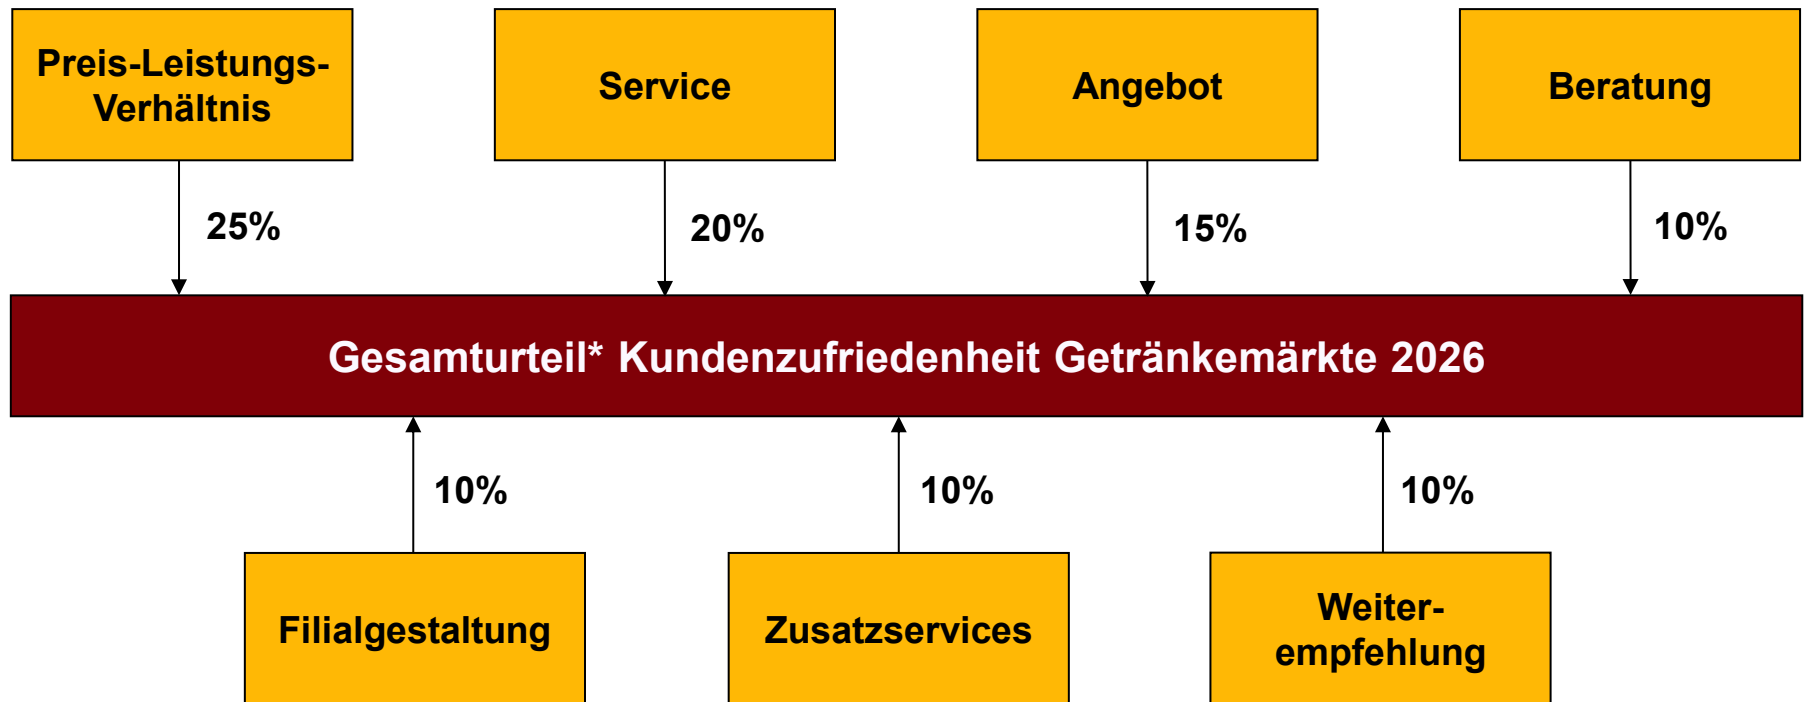 Preis-Leistungs-
Verhältnis
Service
Angebot
Beratung
25%
20%
15%
10%
Gesamturteil* Kundenzufriedenheit Getränkemärkte 2026
10%
10%
10%
Filialgestaltung
Zusatzservices
Weiter-
empfehlung